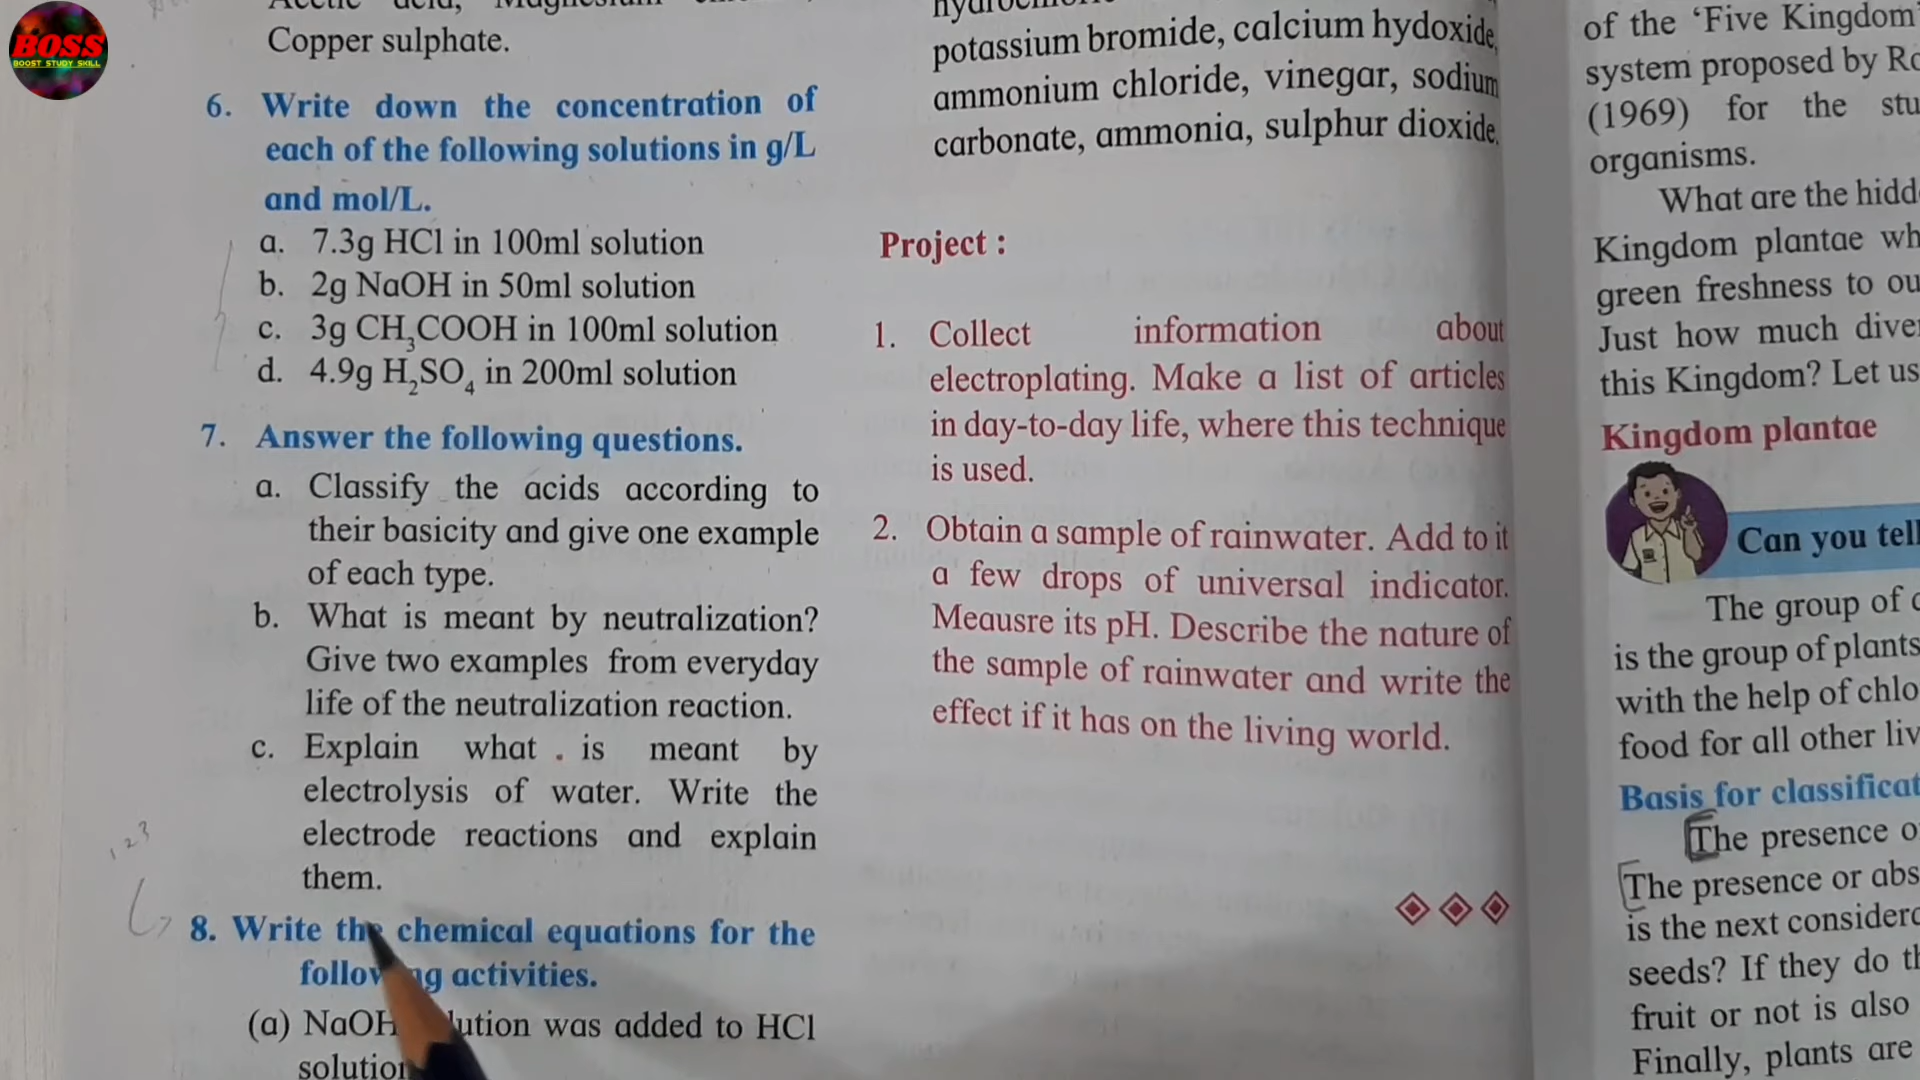 BOSS
BOOST STUDY SKILL
Copper sulphate.
6. Write down the concentration of
each of the following solutions in g/L
and mol/L.
a. 7.3g HCl in 100ml solution
b. 2g NaOH in 50ml solution
c. 3g CH3COOH in 100ml solution
d. 4.9g H2SO4 in 200ml solution
7. Answer the following questions.
a. Classify the acids according to
their basicity and give one example
of each type.
b. What is meant by neutralization?
Give two examples from everyday
life of the neutralization reaction.
c. Explain what is meant by
electrolysis of water. Write the
electrode reactions and explain
them.
1 2 3
8. Write the chemical equations for the
following activities.
(a) NaOH solution was added to HCl
solution
potassium bromide, calcium hydoxide,
ammonium chloride, vinegar, sodium
carbonate, ammonia, sulphur dioxide.
Project :
1. Collect information about
electroplating. Make a list of articles
in day-to-day life, where this technique
is used.
2. Obtain a sample of rainwater. Add to it
a few drops of universal indicator.
Meausre its pH. Describe the nature of
the sample of rainwater and write the
effect if it has on the living world.
of the ‘Five Kingdom’
system proposed by
(1969) for the
organisms.
What are the
Kingdom plantae
green freshness to
Just how much
this Kingdom? Let us
Kingdom plantae
Can you tell
The group of
is the group of plants
with the help of
food for all other
Basis for
The presence
The presence or
is the next
seeds? If they do
fruit or not is also
Finally, plants are